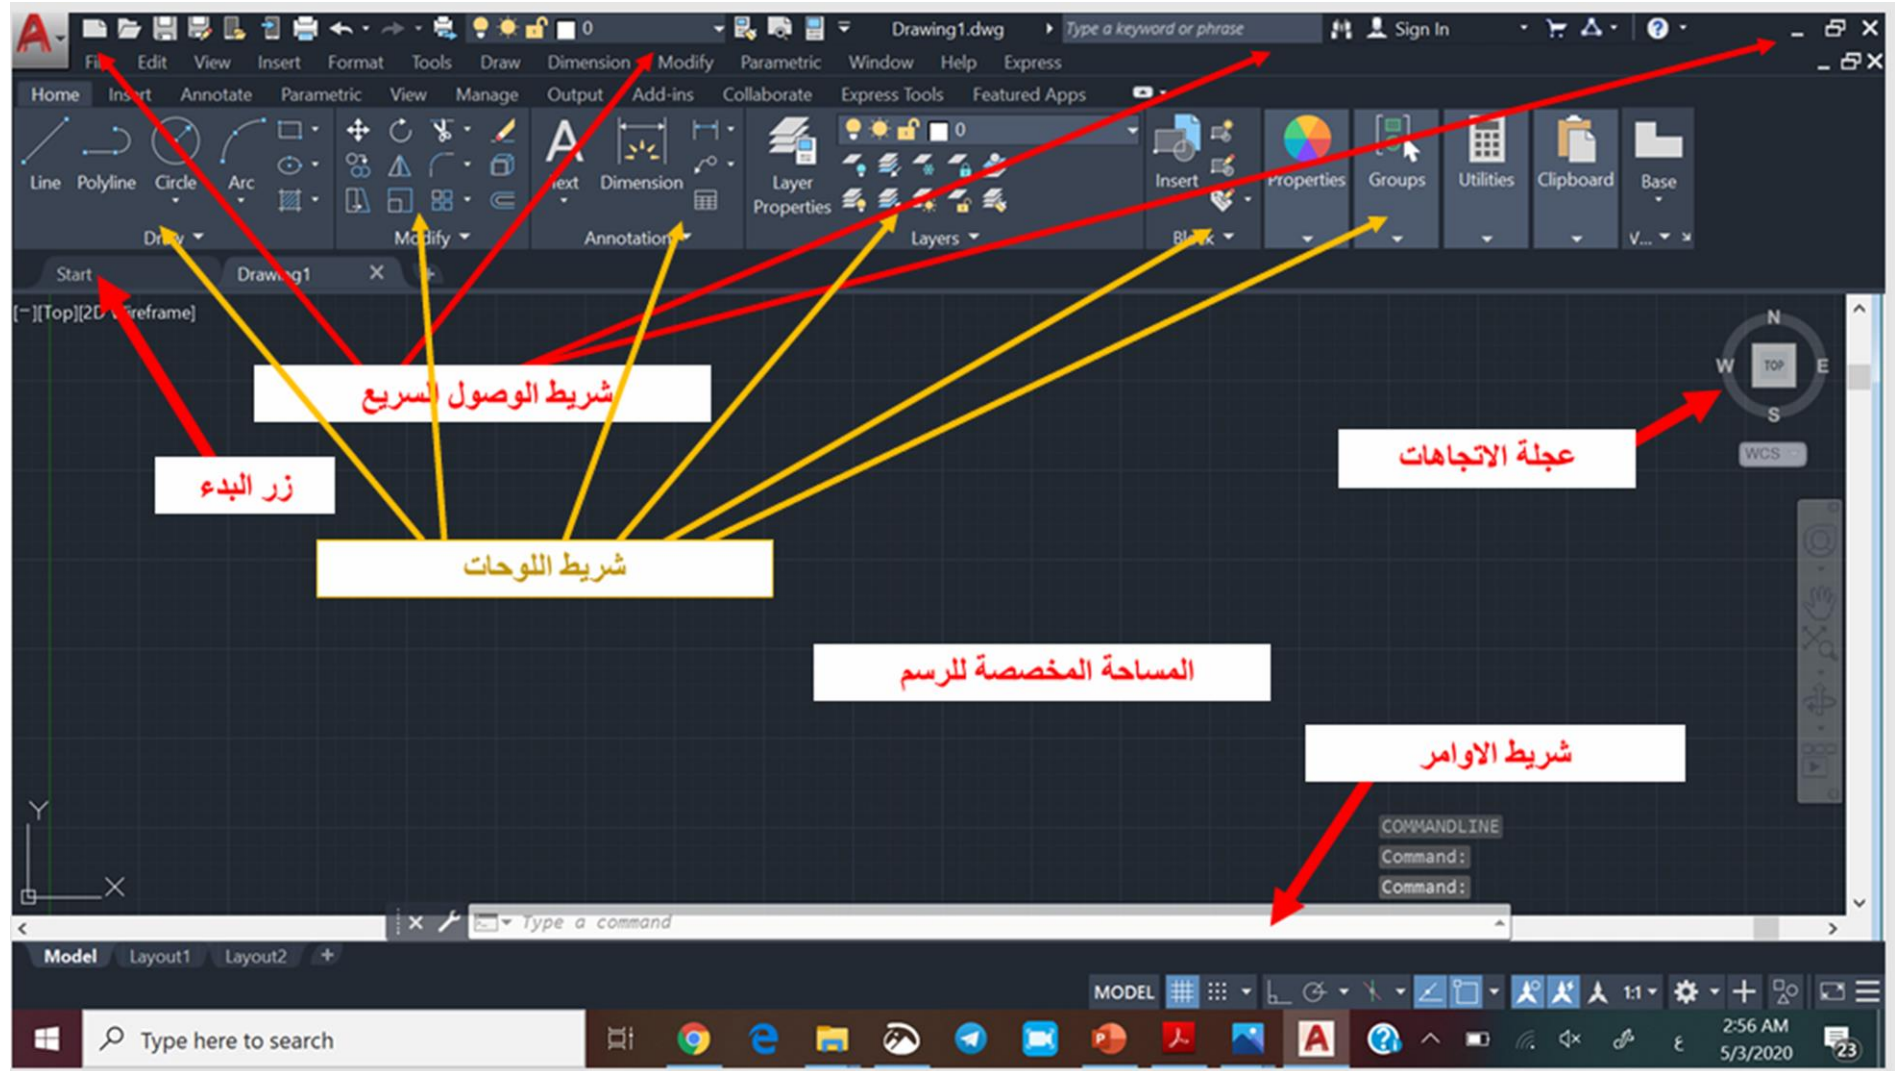 0 Drawing1.dwg Type a keyword or phrase Sign In
File Edit View Insert Format Tools Draw Dimension Modify Parametric Window Help Express
Home Insert Annotate Parametric View Manage Output Add-ins Collaborate Express Tools Featured Apps
0
Line Polyline Circle Arc Text Dimension Layer Properties Insert Properties Groups Utilities Clipboard Base
Draw Modify Annotation Layers Block V...
Start Drawing1
[−][Top][2D Wireframe]
N
W TOP E
S
WCS
شريط الوصول السريع
عجلة الاتجاهات
زر البدء
شريط اللوحات
المساحة المخصصة للرسم
شريط الاوامر
Y
X
COMMANDLINE
Command:
Command:
Type a command
Model Layout1 Layout2 +
MODEL 1:1
Type here to search
ع
2:56 AM
5/3/2020
23